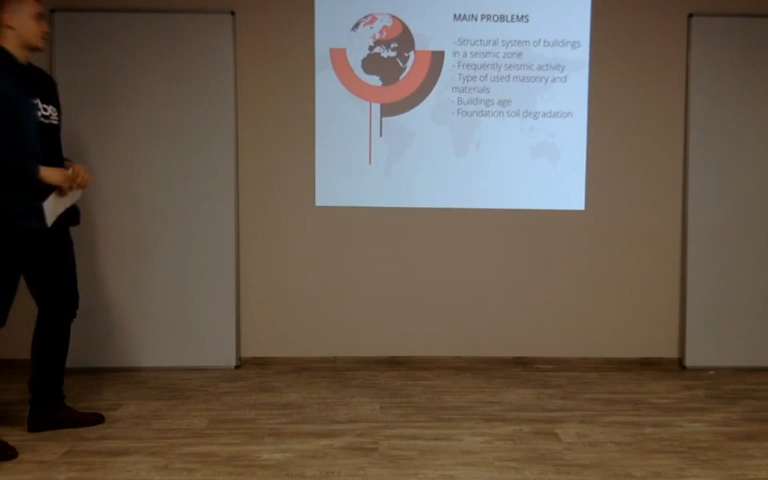 MAIN PROBLEMS
- Structural system of buildings
in a seismic zone
- Frequently seismic activity
- Type of used masonry and
materials
- Buildings age
- Foundation soil degradation